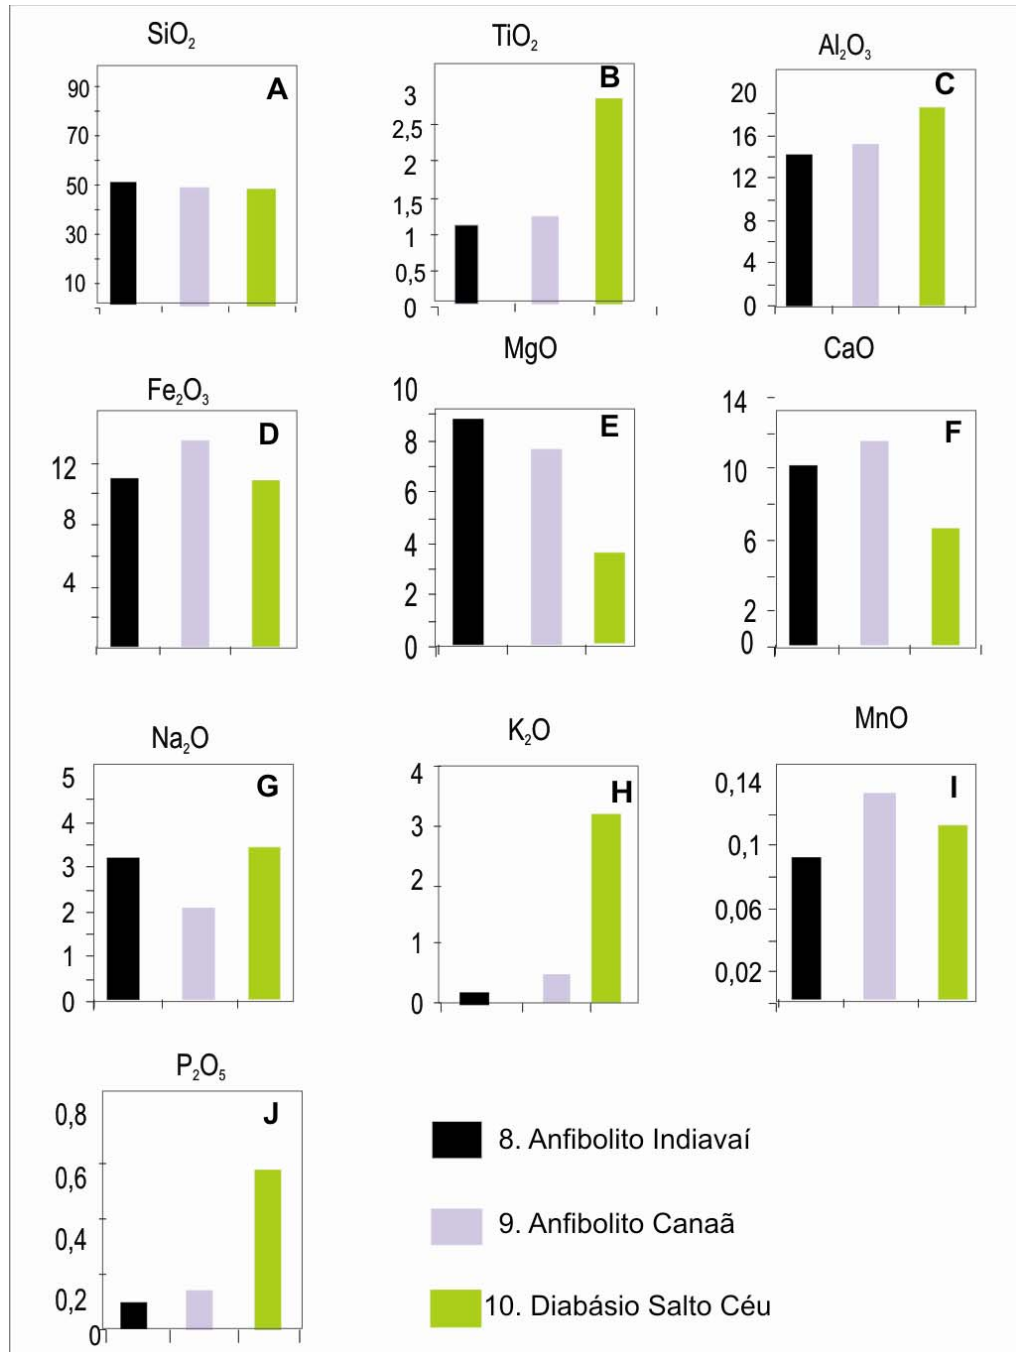 SiO₂
A
90
70
50
30
10
TiO₂
B
3
2,5
2
1,5
1
0,5
0
Al₂O₃
C
20
16
12
8
4
0
Fe₂O₃
D
12
8
4
MgO
E
10
8
6
4
2
0
CaO
F
14
10
6
2
0
Na₂O
G
5
4
3
2
1
0
K₂O
H
4
3
2
1
0
MnO
I
0,14
0,1
0,06
0,02
P₂O₅
J
0,8
0,6
0,4
0,2
0
8. Anfibolito Indiavaí
9. Anfibolito Canaã
10. Diabásio Salto Céu